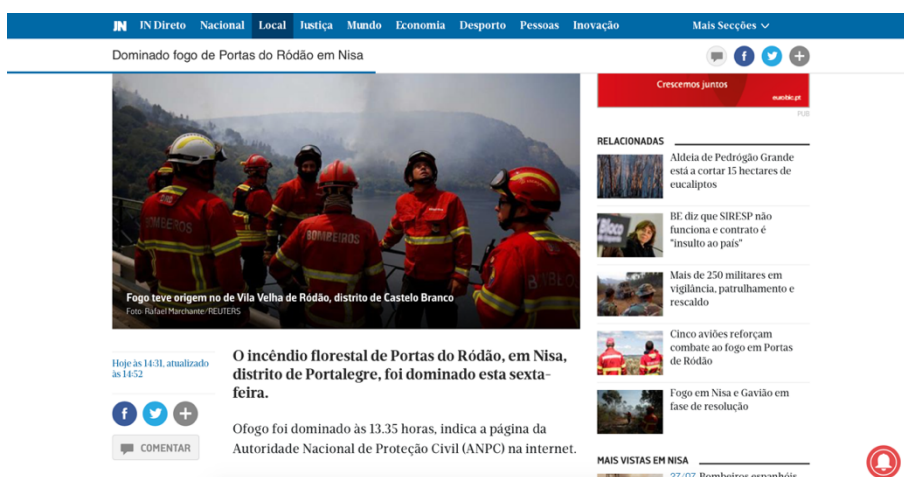 JN JN Direto Nacional Local Justiça Mundo Economia Desporto Pessoas Inovação Mais Secções
Dominado fogo de Portas do Ródão em Nisa
BOMBEIROS
BOMBEIROS
Fogo teve origem no de Vila Velha de Ródão, distrito de Castelo Branco
Foto Rafael Marchante/REUTERS
Hoje às 14:31, atualizado
às 14:52
COMENTAR
O incêndio florestal de Portas do Ródão, em Nisa,
distrito de Portalegre, foi dominado esta sexta-
feira.
Ofogo foi dominado às 13.35 horas, indica a página da
Autoridade Nacional de Proteção Civil (ANPC) na internet.
Crescemos juntos
eurobic.pt
PUB
RELACIONADAS
Aldeia de Pedrógão Grande
está a cortar 15 hectares de
eucaliptos
BE diz que SIRESP não
funciona e contrato é
"insulto ao país"
Mais de 250 militares em
vigilância, patrulhamento e
rescaldo
Cinco aviões reforçam
combate ao fogo em Portas
de Ródão
Fogo em Nisa e Gavião em
fase de resolução
MAIS VISTAS EM NISA
27/07 Bombeiros espanhóis